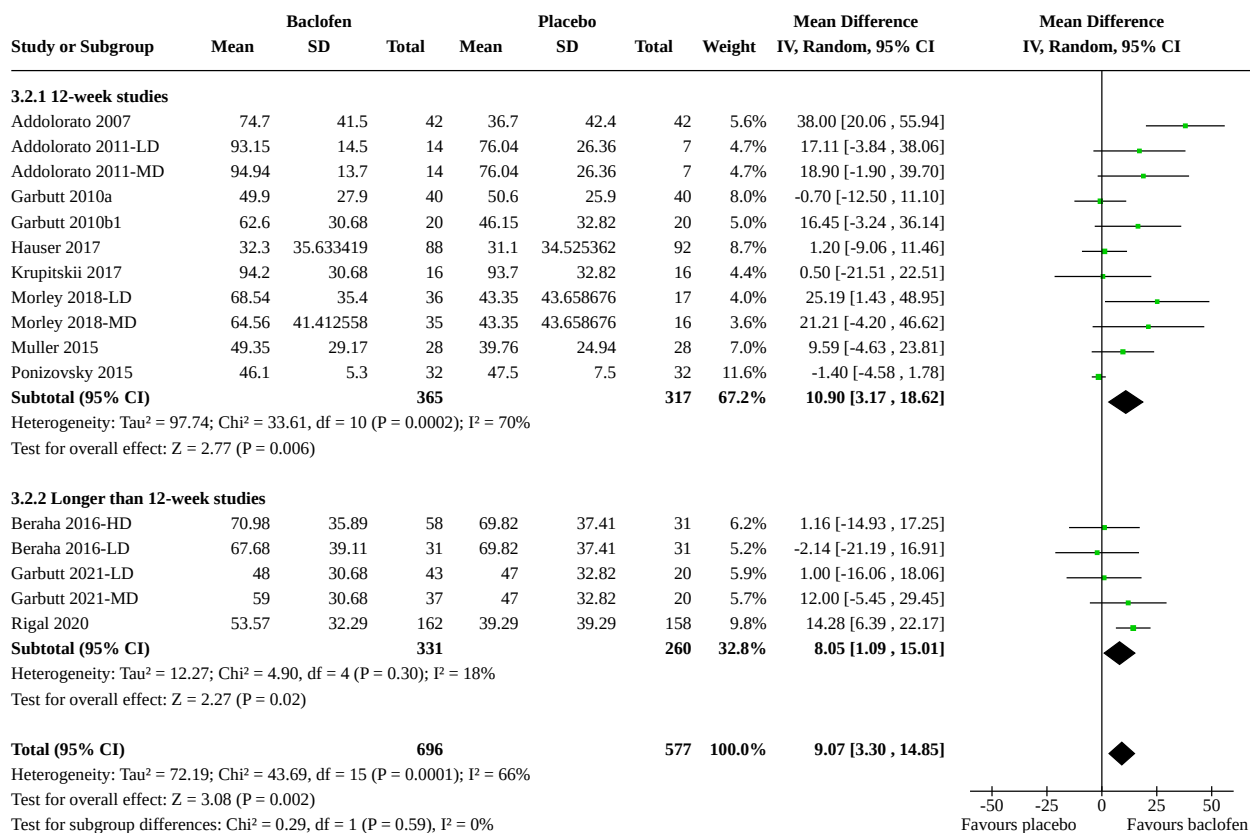 Baclofen Placebo Mean Difference Mean Difference
Study or Subgroup Mean SD Total Mean SD Total Weight IV, Random, 95% CI IV, Random, 95% CI
3.2.1 12-week studies
Addolorato 2007 74.7 41.5 42 36.7 42.4 42 5.6% 38.00 [20.06 , 55.94]
Addolorato 2011-LD 93.15 14.5 14 76.04 26.36 7 4.7% 17.11 [-3.84 , 38.06]
Addolorato 2011-MD 94.94 13.7 14 76.04 26.36 7 4.7% 18.90 [-1.90 , 39.70]
Garbutt 2010a 49.9 27.9 40 50.6 25.9 40 8.0% -0.70 [-12.50 , 11.10]
Garbutt 2010b1 62.6 30.68 20 46.15 32.82 20 5.0% 16.45 [-3.24 , 36.14]
Hauser 2017 32.3 35.633419 88 31.1 34.525362 92 8.7% 1.20 [-9.06 , 11.46]
Krupitskii 2017 94.2 30.68 16 93.7 32.82 16 4.4% 0.50 [-21.51 , 22.51]
Morley 2018-LD 68.54 35.4 36 43.35 43.658676 17 4.0% 25.19 [1.43 , 48.95]
Morley 2018-MD 64.56 41.412558 35 43.35 43.658676 16 3.6% 21.21 [-4.20 , 46.62]
Muller 2015 49.35 29.17 28 39.76 24.94 28 7.0% 9.59 [-4.63 , 23.81]
Ponizovsky 2015 46.1 5.3 32 47.5 7.5 32 11.6% -1.40 [-4.58 , 1.78]
Subtotal (95% CI) 365 317 67.2% 10.90 [3.17 , 18.62]
Heterogeneity: Tau² = 97.74; Chi² = 33.61, df = 10 (P = 0.0002); I² = 70%
Test for overall effect: Z = 2.77 (P = 0.006)
3.2.2 Longer than 12-week studies
Beraha 2016-HD 70.98 35.89 58 69.82 37.41 31 6.2% 1.16 [-14.93 , 17.25]
Beraha 2016-LD 67.68 39.11 31 69.82 37.41 31 5.2% -2.14 [-21.19 , 16.91]
Garbutt 2021-LD 48 30.68 43 47 32.82 20 5.9% 1.00 [-16.06 , 18.06]
Garbutt 2021-MD 59 30.68 37 47 32.82 20 5.7% 12.00 [-5.45 , 29.45]
Rigal 2020 53.57 32.29 162 39.29 39.29 158 9.8% 14.28 [6.39 , 22.17]
Subtotal (95% CI) 331 260 32.8% 8.05 [1.09 , 15.01]
Heterogeneity: Tau² = 12.27; Chi² = 4.90, df = 4 (P = 0.30); I² = 18%
Test for overall effect: Z = 2.27 (P = 0.02)
Total (95% CI) 696 577 100.0% 9.07 [3.30 , 14.85]
Heterogeneity: Tau² = 72.19; Chi² = 43.69, df = 15 (P = 0.0001); I² = 66%
Test for overall effect: Z = 3.08 (P = 0.002)
Test for subgroup differences: Chi² = 0.29, df = 1 (P = 0.59), I² = 0%
-50 -25 0 25 50
Favours placebo Favours baclofen